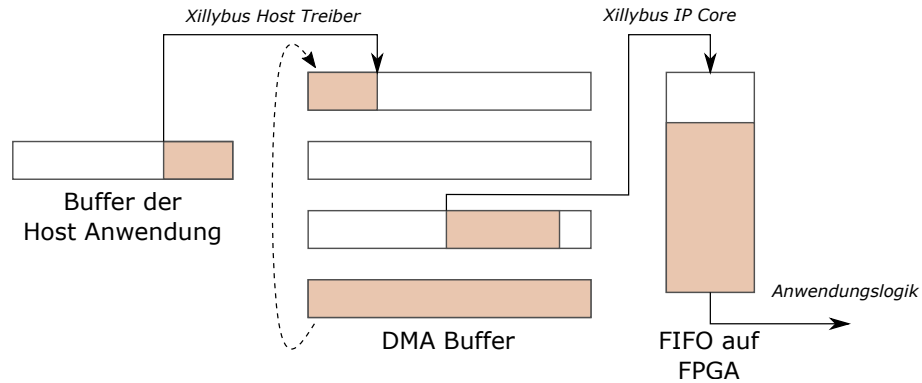 Xillybus Host Treiber
Xillybus IP Core
Buffer der
Host Anwendung
DMA Buffer
FIFO auf
FPGA
Anwendungslogik